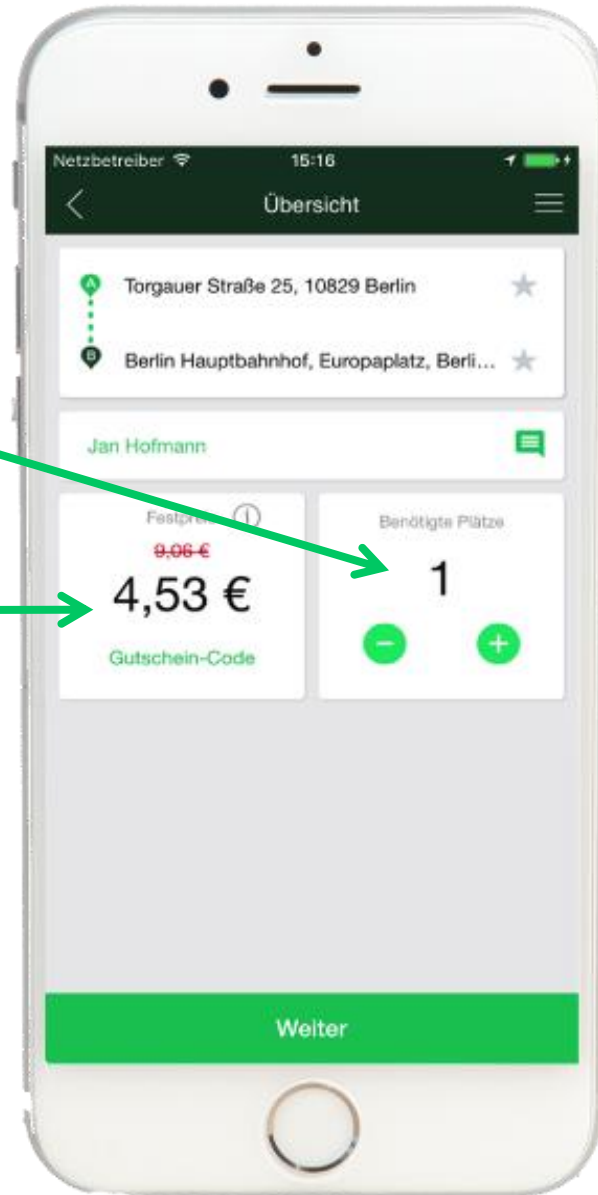 Netzbetreiber 15:16
Übersicht
A Torgauer Straße 25, 10829 Berlin
B Berlin Hauptbahnhof, Europaplatz, Berli...
Jan Hofmann
Benötigte Plätze
9,06 €
4,53 €
1
Gutschein-Code
Weiter